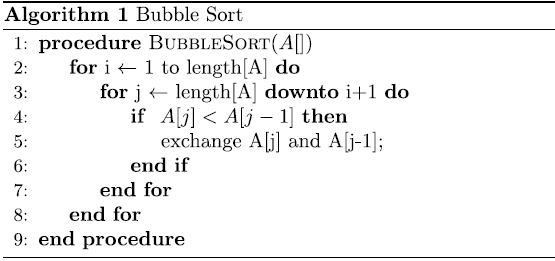 Algorithm 1 Bubble Sort
1: procedure BUBBLESORT(A[])
2: for i ← 1 to length[A] do
3: for j ← length[A] downto i+1 do
4: if A[j] < A[j − 1] then
5: exchange A[j] and A[j-1];
6: end if
7: end for
8: end for
9: end procedure